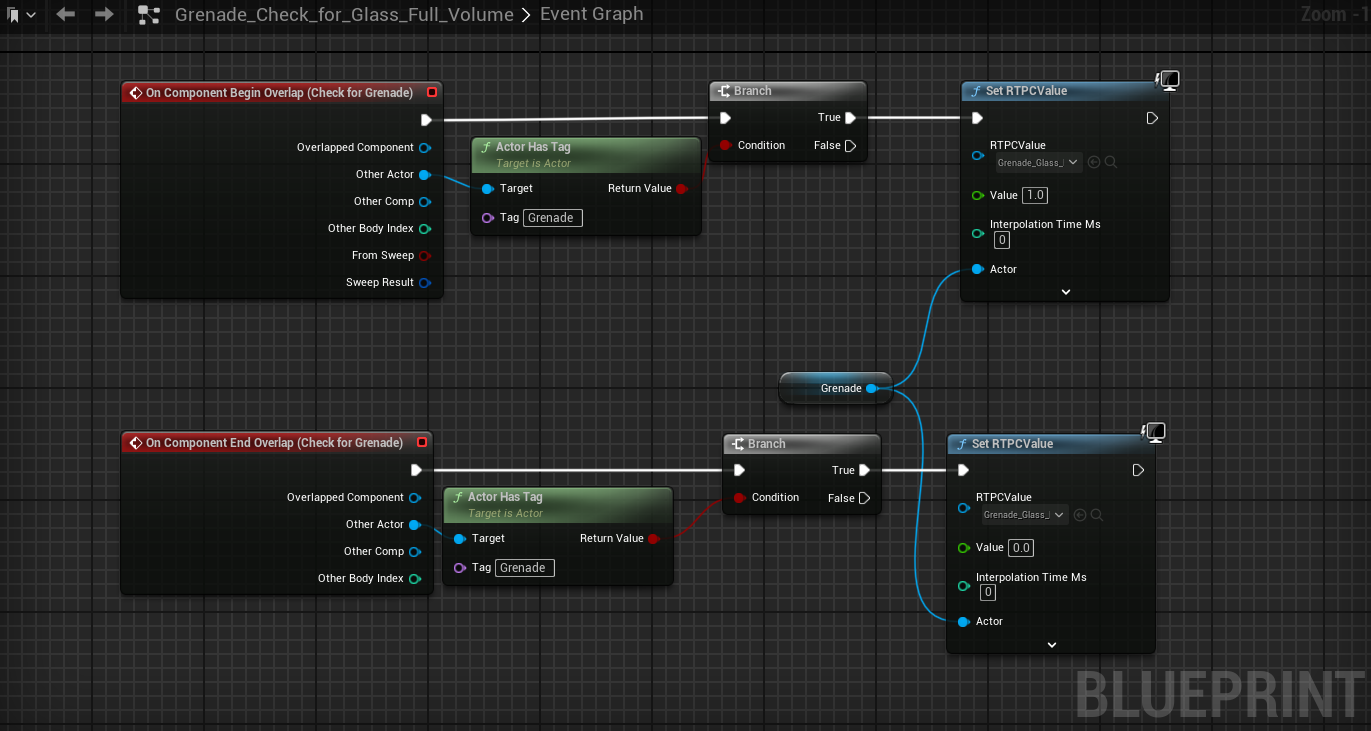 Grenade_Check_for_Glass_Full_Volume > Event Graph
Zoom -1
On Component Begin Overlap (Check for Grenade)
Overlapped Component
Other Actor
Other Comp
Other Body Index
From Sweep
Sweep Result
Actor Has Tag
Target is Actor
Target
Return Value
Tag Grenade
Branch
True
Condition
False
Set RTPCValue
RTPCValue
Grenade_Glass_
Value 1.0
Interpolation Time Ms
0
Actor
Grenade
On Component End Overlap (Check for Grenade)
Overlapped Component
Other Actor
Other Comp
Other Body Index
Actor Has Tag
Target is Actor
Target
Return Value
Tag Grenade
Branch
True
Condition
False
Set RTPCValue
RTPCValue
Grenade_Glass_
Value 0.0
Interpolation Time Ms
0
Actor
BLUEPRINT